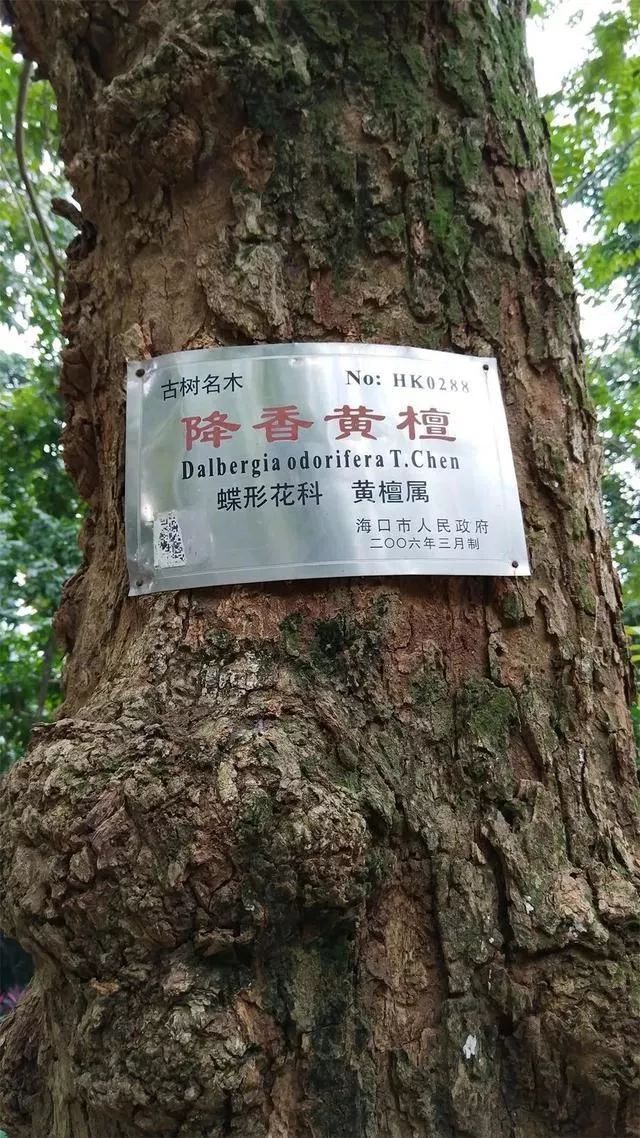 古树名木 No: HK0288
降香黄檀
Dalbergia odorifera T.Chen
蝶形花科 黄檀属
海口市人民政府
二〇〇六年三月制